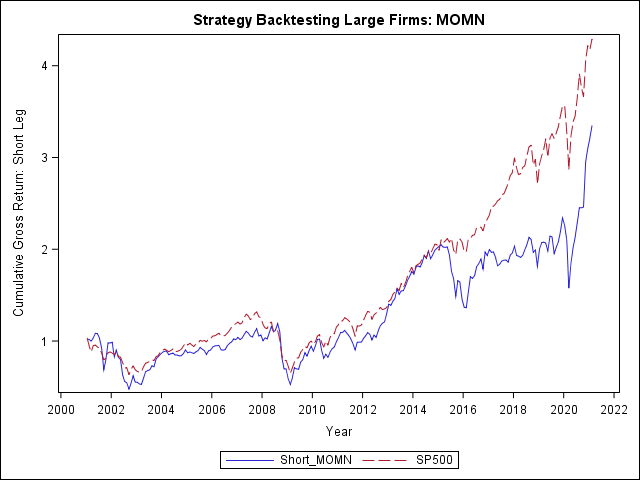 Strategy Backtesting Large Firms: MOMN
Cumulative Gross Return: Short Leg
4
3
2
1
2000 2002 2004 2006 2008 2010 2012 2014 2016 2018 2020 2022
Year
Short_MOMN SP500